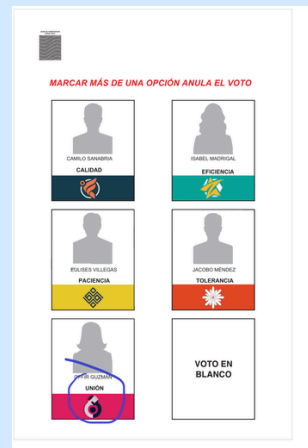 MARCAR MÁS DE UNA OPCIÓN ANULA EL VOTO
CAMILO SANABRIA
CALIDAD
ISABEL MADRIGAL
EFICIENCIA
EULISES VILLEGAS
PACIENCIA
JACOBO MÉNDEZ
TOLERANCIA
GUZMÁN
UNIÓN
VOTO EN
BLANCO